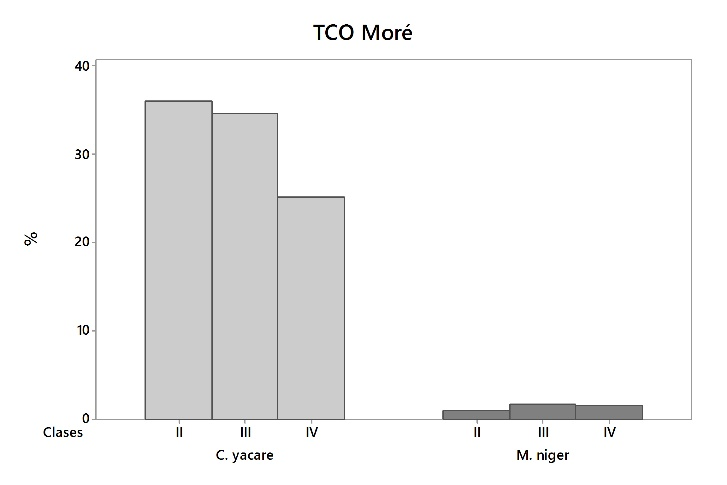 TCO Moré
40
30
20
10
0
%
Clases II III IV II III IV
C. yacare M. niger